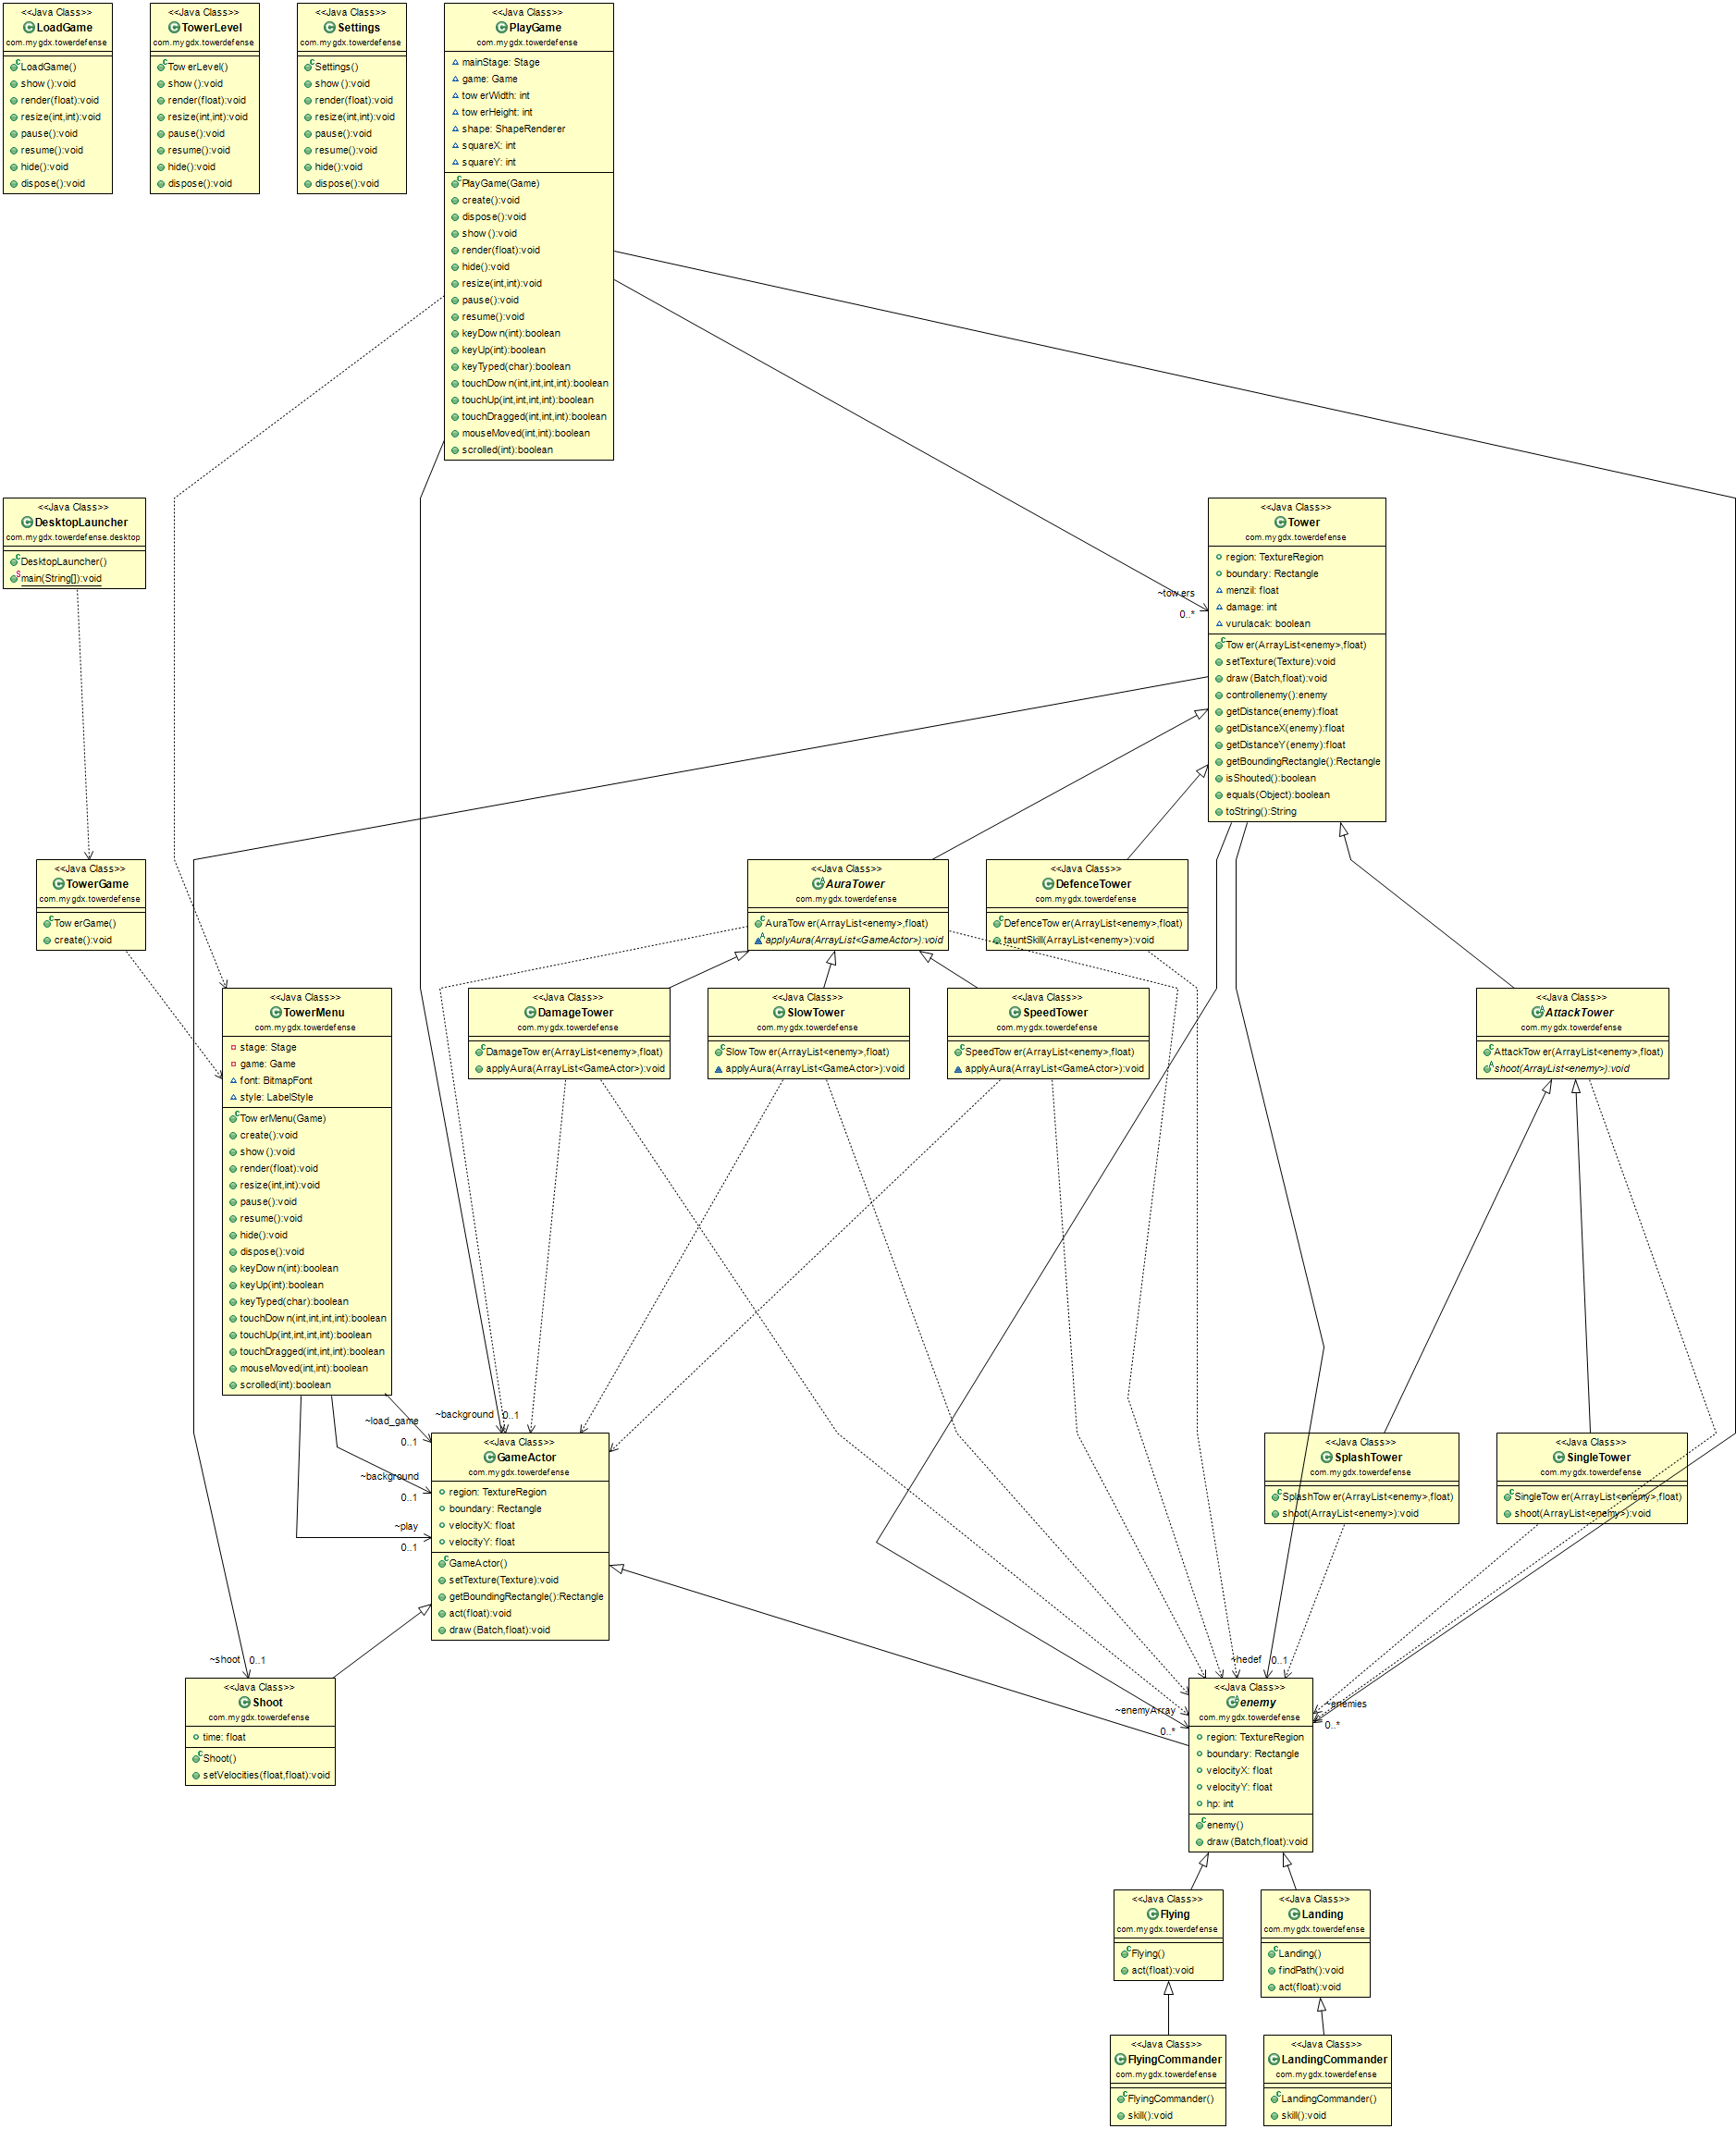 <<Java Class>>
LoadGame
com.mygdx.towerdefense
LoadGame()
show():void
render(float):void
resize(int,int):void
pause():void
resume():void
hide():void
dispose():void
<<Java Class>>
TowerLevel
com.mygdx.towerdefense
TowerLevel()
show():void
render(float):void
resize(int,int):void
pause():void
resume():void
hide():void
dispose():void
<<Java Class>>
Settings
com.mygdx.towerdefense
Settings()
show():void
render(float):void
resize(int,int):void
pause():void
resume():void
hide():void
dispose():void
<<Java Class>>
PlayGame
com.mygdx.towerdefense
mainStage: Stage
game: Game
towerWidth: int
towerHeight: int
shape: ShapeRenderer
squareX: int
squareY: int
PlayGame(Game)
create():void
dispose():void
show():void
render(float):void
hide():void
resize(int,int):void
pause():void
resume():void
keyDown(int):boolean
keyUp(int):boolean
keyTyped(char):boolean
touchDown(int,int,int,int):boolean
touchUp(int,int,int,int):boolean
touchDragged(int,int,int):boolean
mouseMoved(int,int):boolean
scrolled(int):boolean
<<Java Class>>
DesktopLauncher
com.mygdx.towerdefense.desktop
DesktopLauncher()
main(String[]):void
<<Java Class>>
Tower
com.mygdx.towerdefense
region: TextureRegion
boundary: Rectangle
menzil: float
damage: int
vurulacak: boolean
Tower(ArrayList<enemy>,float)
setTexture(Texture):void
draw(Batch,float):void
controllenemy():enemy
getDistance(enemy):float
getDistanceX(enemy):float
getDistanceY(enemy):float
getBoundingRectangle():Rectangle
isShouted():boolean
equals(Object):boolean
toString():String
~towers
0..*
<<Java Class>>
TowerGame
com.mygdx.towerdefense
TowerGame()
create():void
<<Java Class>>
AuraTower
com.mygdx.towerdefense
AuraTower(ArrayList<enemy>,float)
applyAura(ArrayList<GameActor>):void
<<Java Class>>
DefenceTower
com.mygdx.towerdefense
DefenceTower(ArrayList<enemy>,float)
tauntSkill(ArrayList<enemy>):void
<<Java Class>>
TowerMenu
com.mygdx.towerdefense
stage: Stage
game: Game
font: BitmapFont
style: LabelStyle
TowerMenu(Game)
create():void
show():void
render(float):void
resize(int,int):void
pause():void
resume():void
hide():void
dispose():void
keyDown(int):boolean
keyUp(int):boolean
keyTyped(char):boolean
touchDown(int,int,int,int):boolean
touchUp(int,int,int,int):boolean
touchDragged(int,int,int):boolean
mouseMoved(int,int):boolean
scrolled(int):boolean
<<Java Class>>
DamageTower
com.mygdx.towerdefense
DamageTower(ArrayList<enemy>,float)
applyAura(ArrayList<GameActor>):void
<<Java Class>>
SlowTower
com.mygdx.towerdefense
SlowTower(ArrayList<enemy>,float)
applyAura(ArrayList<GameActor>):void
<<Java Class>>
SpeedTower
com.mygdx.towerdefense
SpeedTower(ArrayList<enemy>,float)
applyAura(ArrayList<GameActor>):void
<<Java Class>>
AttackTower
com.mygdx.towerdefense
AttackTower(ArrayList<enemy>,float)
shoot(ArrayList<enemy>):void
~load_game
0..1
~background
0..1
~background
0..1
~play
0..1
<<Java Class>>
GameActor
com.mygdx.towerdefense
region: TextureRegion
boundary: Rectangle
velocityX: float
velocityY: float
GameActor()
setTexture(Texture):void
getBoundingRectangle():Rectangle
act(float):void
draw(Batch,float):void
<<Java Class>>
SplashTower
com.mygdx.towerdefense
SplashTower(ArrayList<enemy>,float)
shoot(ArrayList<enemy>):void
<<Java Class>>
SingleTower
com.mygdx.towerdefense
SingleTower(ArrayList<enemy>,float)
shoot(ArrayList<enemy>):void
~shoot
0..1
<<Java Class>>
Shoot
com.mygdx.towerdefense
time: float
Shoot()
setVelocities(float,float):void
~hedef
0..1
~enemyArray
0..*
~enemies
0..*
<<Java Class>>
enemy
com.mygdx.towerdefense
region: TextureRegion
boundary: Rectangle
velocityX: float
velocityY: float
hp: int
enemy()
draw(Batch,float):void
<<Java Class>>
Flying
com.mygdx.towerdefense
Flying()
act(float):void
<<Java Class>>
Landing
com.mygdx.towerdefense
Landing()
findPath():void
act(float):void
<<Java Class>>
FlyingCommander
com.mygdx.towerdefense
FlyingCommander()
skill():void
<<Java Class>>
LandingCommander
com.mygdx.towerdefense
LandingCommander()
skill():void